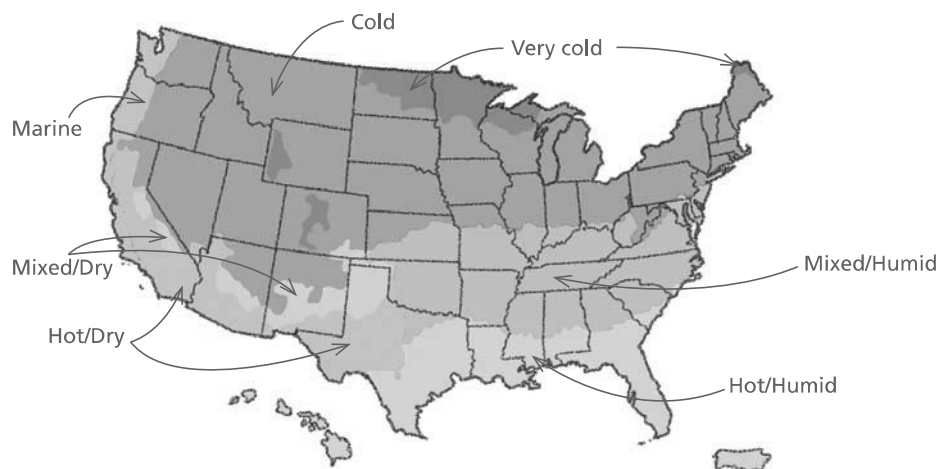 Cold
Very cold
Marine
Mixed/Dry
Mixed/Humid
Hot/Dry
Hot/Humid